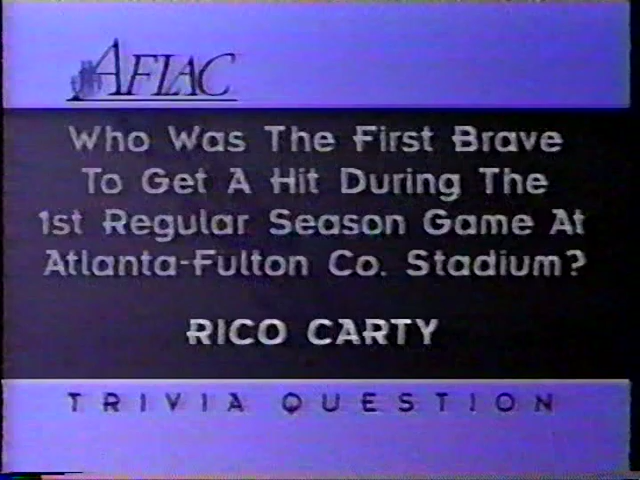 AFLAC
Who Was The First Brave
To Get A Hit During The
1st Regular Season Game At
Atlanta-Fulton Co. Stadium?
RICO CARTY
TRIVIA QUESTION